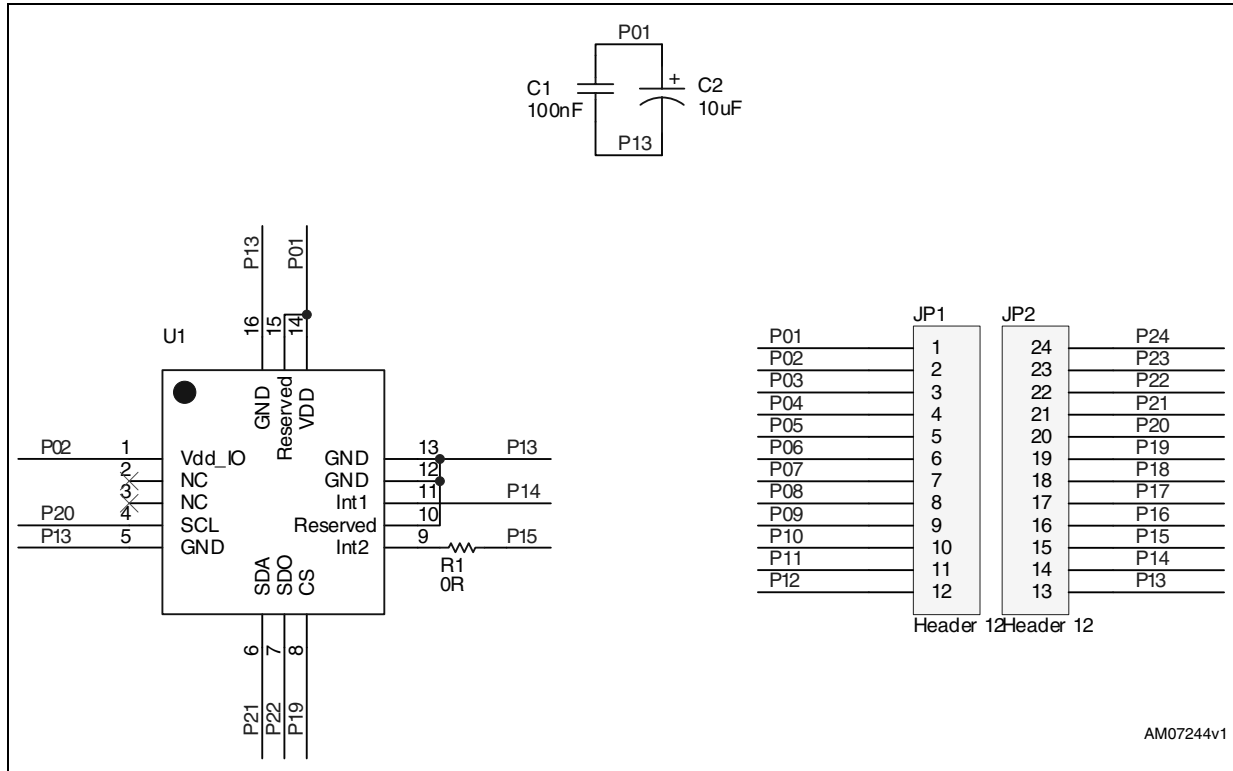 P01
+
C1
100nF
C2
10uF
P13
P13
P01
16
15
14
U1
GND
Reserved
VDD
P02 1 Vdd_IO
2 NC
3 NC
P20 4 SCL
P13 5 GND
GND 13 P13
GND 12
Int1 11 P14
Reserved 10
Int2 9 P15
R1
0R
SDA
SDO
CS
6
7
8
P21
P22
P19
JP1 JP2
P01 1 24 P24
P02 2 23 P23
P03 3 22 P22
P04 4 21 P21
P05 5 20 P20
P06 6 19 P19
P07 7 18 P18
P08 8 17 P17
P09 9 16 P16
P10 10 15 P15
P11 11 14 P14
P12 12 13 P13
Header 12 Header 12
AM07244v1